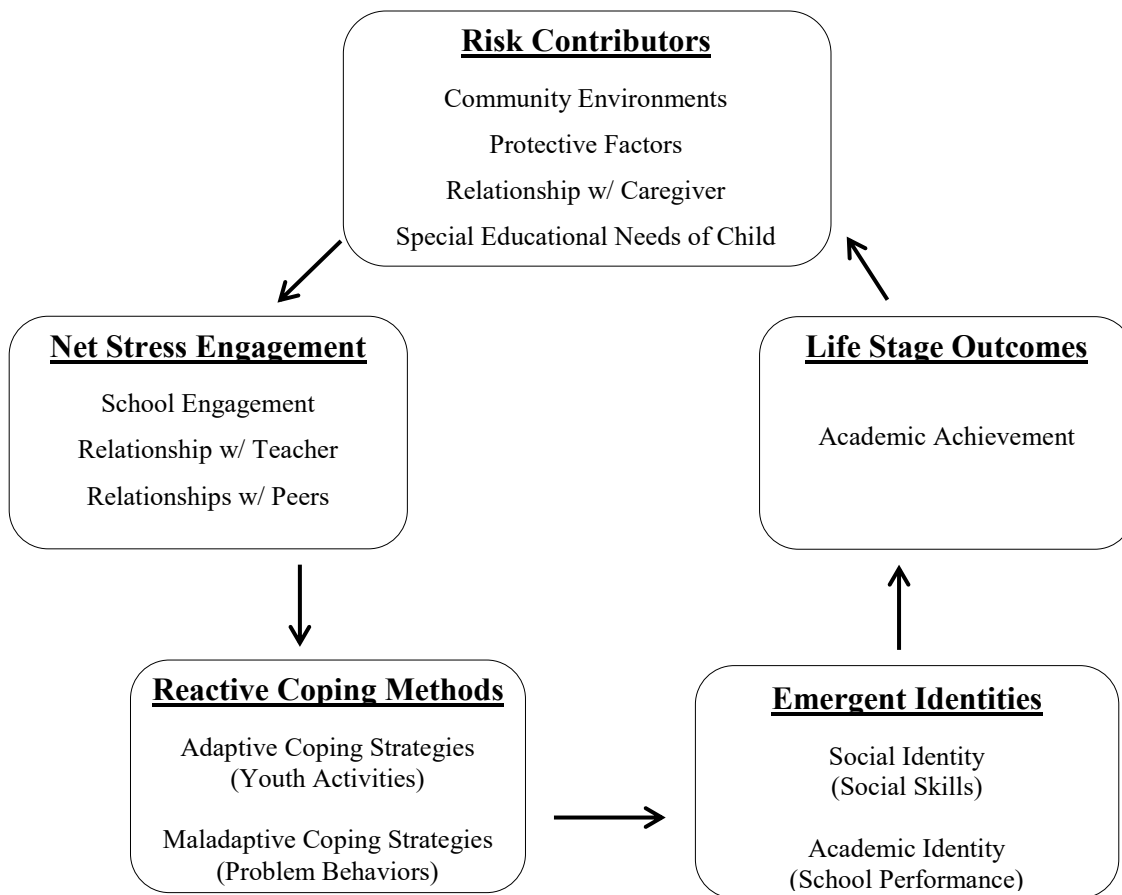 Risk Contributors
Community Environments
Protective Factors
Relationship w/ Caregiver
Special Educational Needs of Child
Net Stress Engagement
School Engagement
Relationship w/ Teacher
Relationships w/ Peers
Life Stage Outcomes
Academic Achievement
Reactive Coping Methods
Adaptive Coping Strategies
(Youth Activities)
Maladaptive Coping Strategies
(Problem Behaviors)
Emergent Identities
Social Identity
(Social Skills)
Academic Identity
(School Performance)